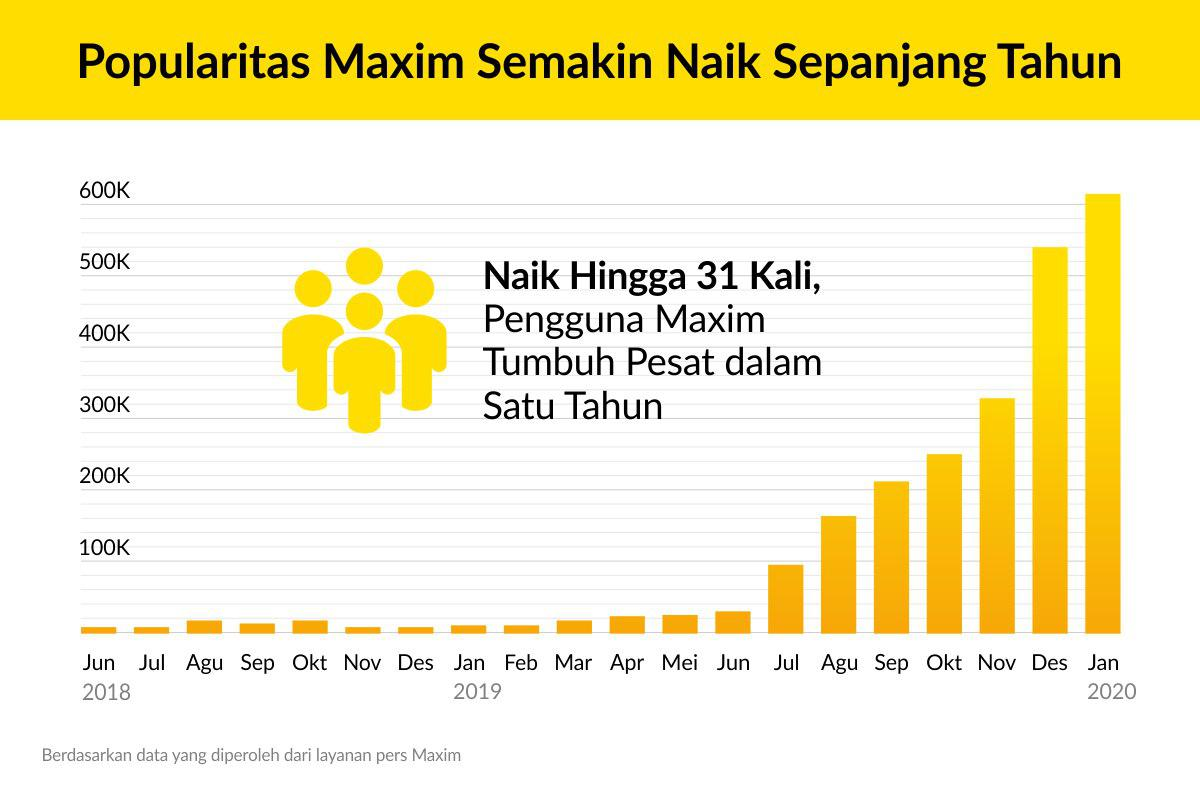 Popularitas Maxim Semakin Naik Sepanjang Tahun
600K
500K
400K
300K
200K
100K
Naik Hingga 31 Kali,
Pengguna Maxim
Tumbuh Pesat dalam
Satu Tahun
Jun Jul Agu Sep Okt Nov Des Jan Feb Mar Apr Mei Jun Jul Agu Sep Okt Nov Des Jan
2018 2019 2020
Berdasarkan data yang diperoleh dari layanan pers Maxim